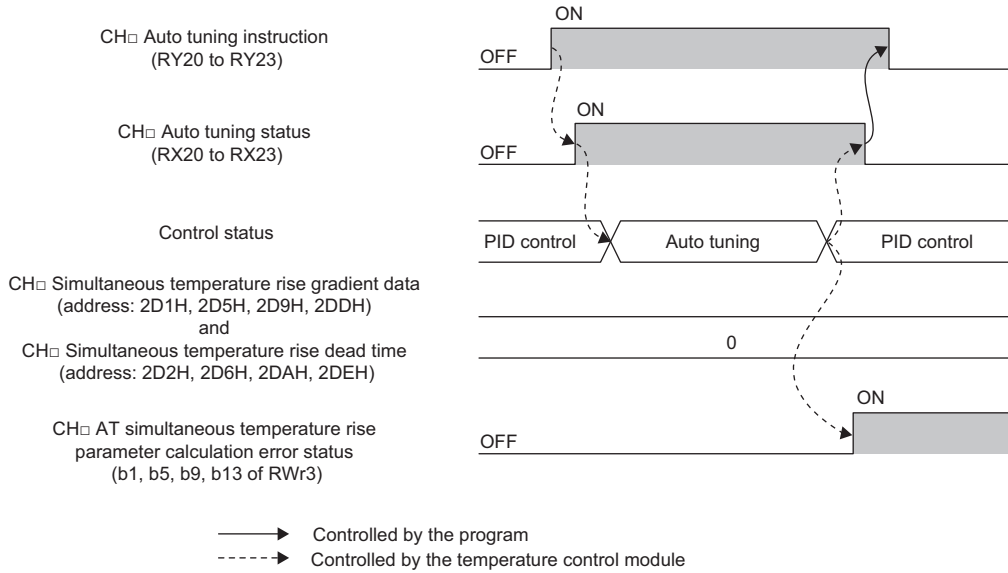 ON
CH□ Auto tuning instruction
(RY20 to RY23)
OFF
ON
CH□ Auto tuning status
(RX20 to RX23)
OFF
Control status
PID control
Auto tuning
PID control
CH□ Simultaneous temperature rise gradient data
(address: 2D1H, 2D5H, 2D9H, 2DDH)
and
CH□ Simultaneous temperature rise dead time
(address: 2D2H, 2D6H, 2DAH, 2DEH)
0
ON
CH□ AT simultaneous temperature rise
parameter calculation error status
(b1, b5, b9, b13 of RWr3)
OFF
Controlled by the program
Controlled by the temperature control module